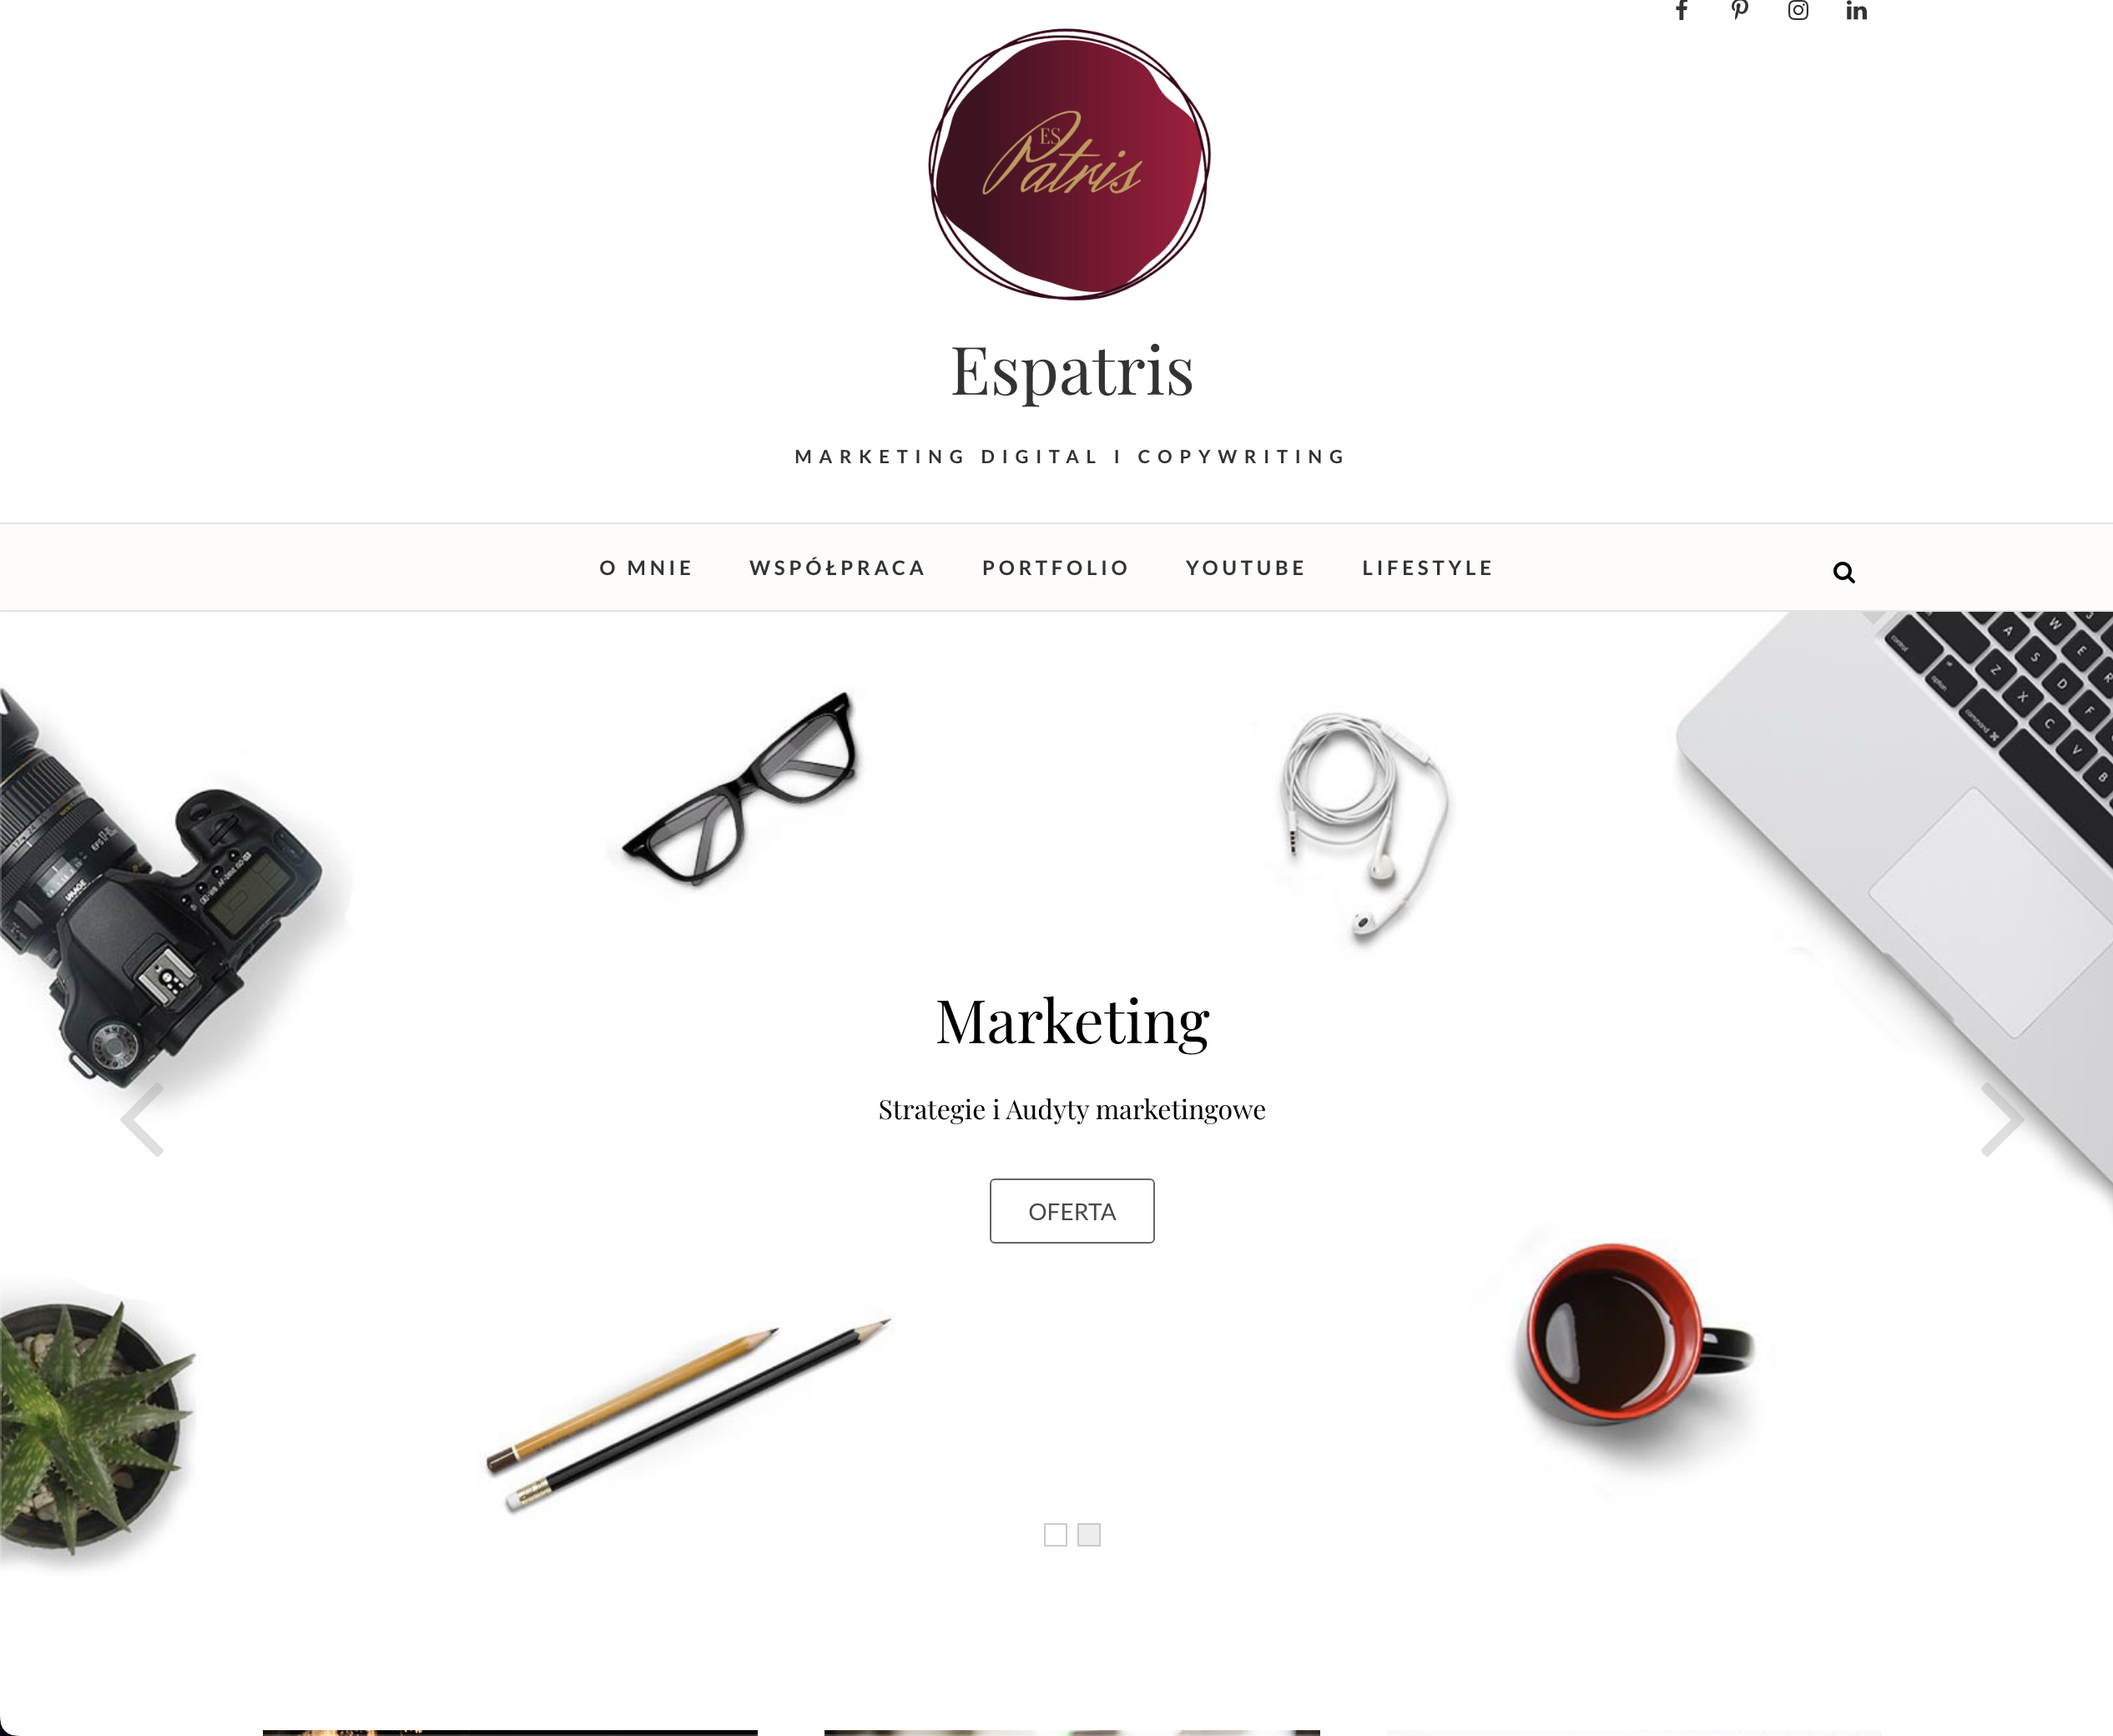 ES
Patris
Espatris
MARKETING DIGITAL I COPYWRITING
O MNIE WSPÓŁPRACA PORTFOLIO YOUTUBE LIFESTYLE
Marketing
Strategie i Audyty marketingowe
OFERTA